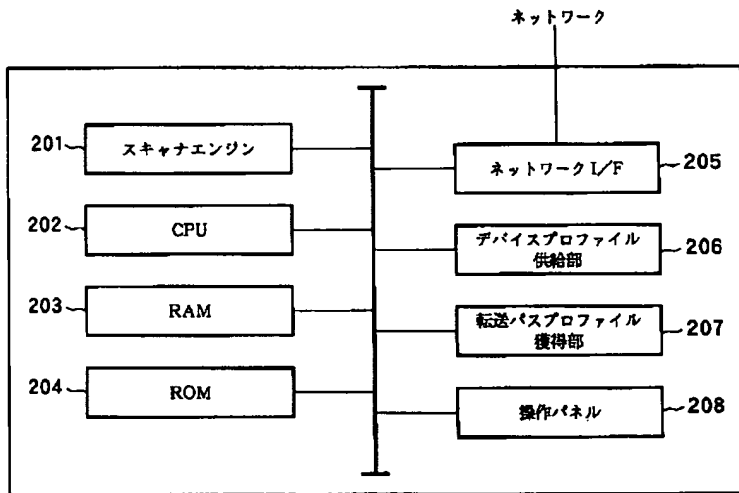 ネットワーク
201 スキャナエンジン
202 CPU
203 RAM
204 ROM
ネットワーク I/F 205
デバイスプロファイル
供給部 206
転送パスプロファイル
獲得部 207
操作パネル 208